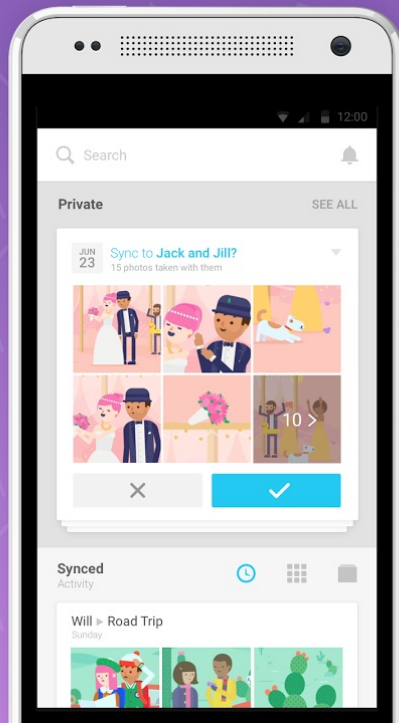 12:00
Search
Private
SEE ALL
JUN
23
Sync to Jack and Jill?
15 photos taken with them
10 >
Synced
Activity
Will ▸ Road Trip
Sunday